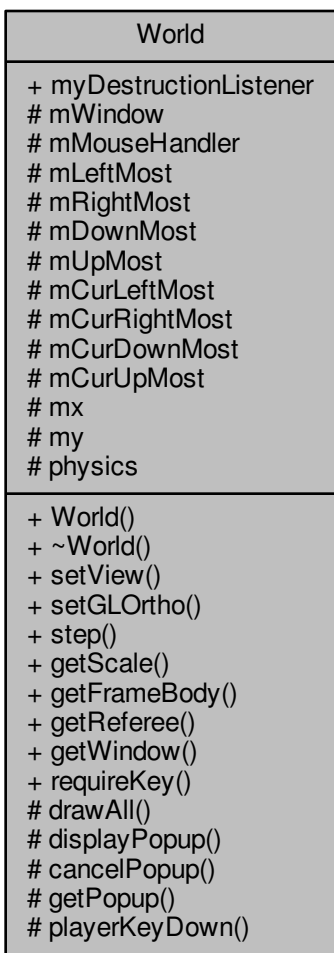 World
+ myDestructionListener
# mWindow
# mMouseHandler
# mLeftMost
# mRightMost
# mDownMost
# mUpMost
# mCurLeftMost
# mCurRightMost
# mCurDownMost
# mCurUpMost
# mx
# my
# physics
+ World()
+ ~World()
+ setView()
+ setGLOrtho()
+ step()
+ getScale()
+ getFrameBody()
+ getReferee()
+ getWindow()
+ requireKey()
# drawAll()
# displayPopup()
# cancelPopup()
# getPopup()
# playerKeyDown()